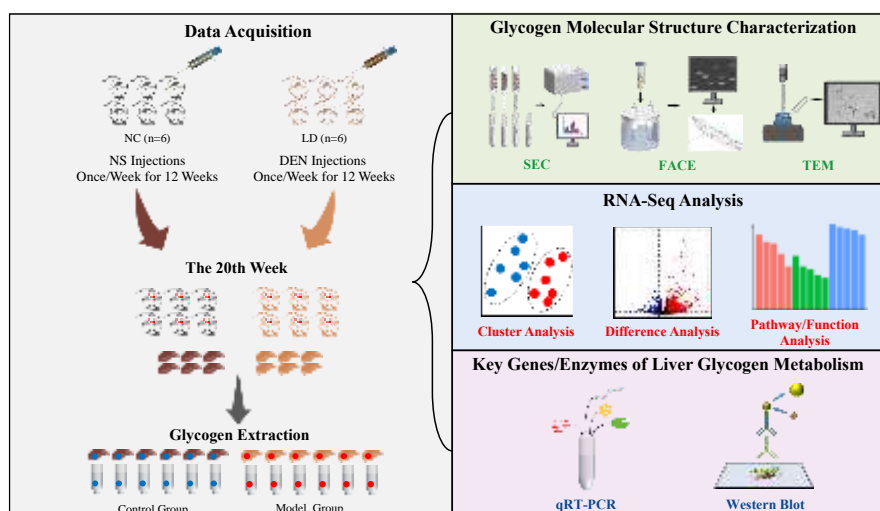 Data Acquisition
NC (n=6)
LD (n=6)
NS Injections
Once/Week for 12 Weeks
DEN Injections
Once/Week for 12 Weeks
The 20th Week
Glycogen Extraction
Control Group
Model Group
Glycogen Molecular Structure Characterization
SEC
FACE
TEM
RNA-Seq Analysis
Cluster Analysis
Difference Analysis
Pathway/Function
Analysis
Key Genes/Enzymes of Liver Glycogen Metabolism
qRT-PCR
Western Blot